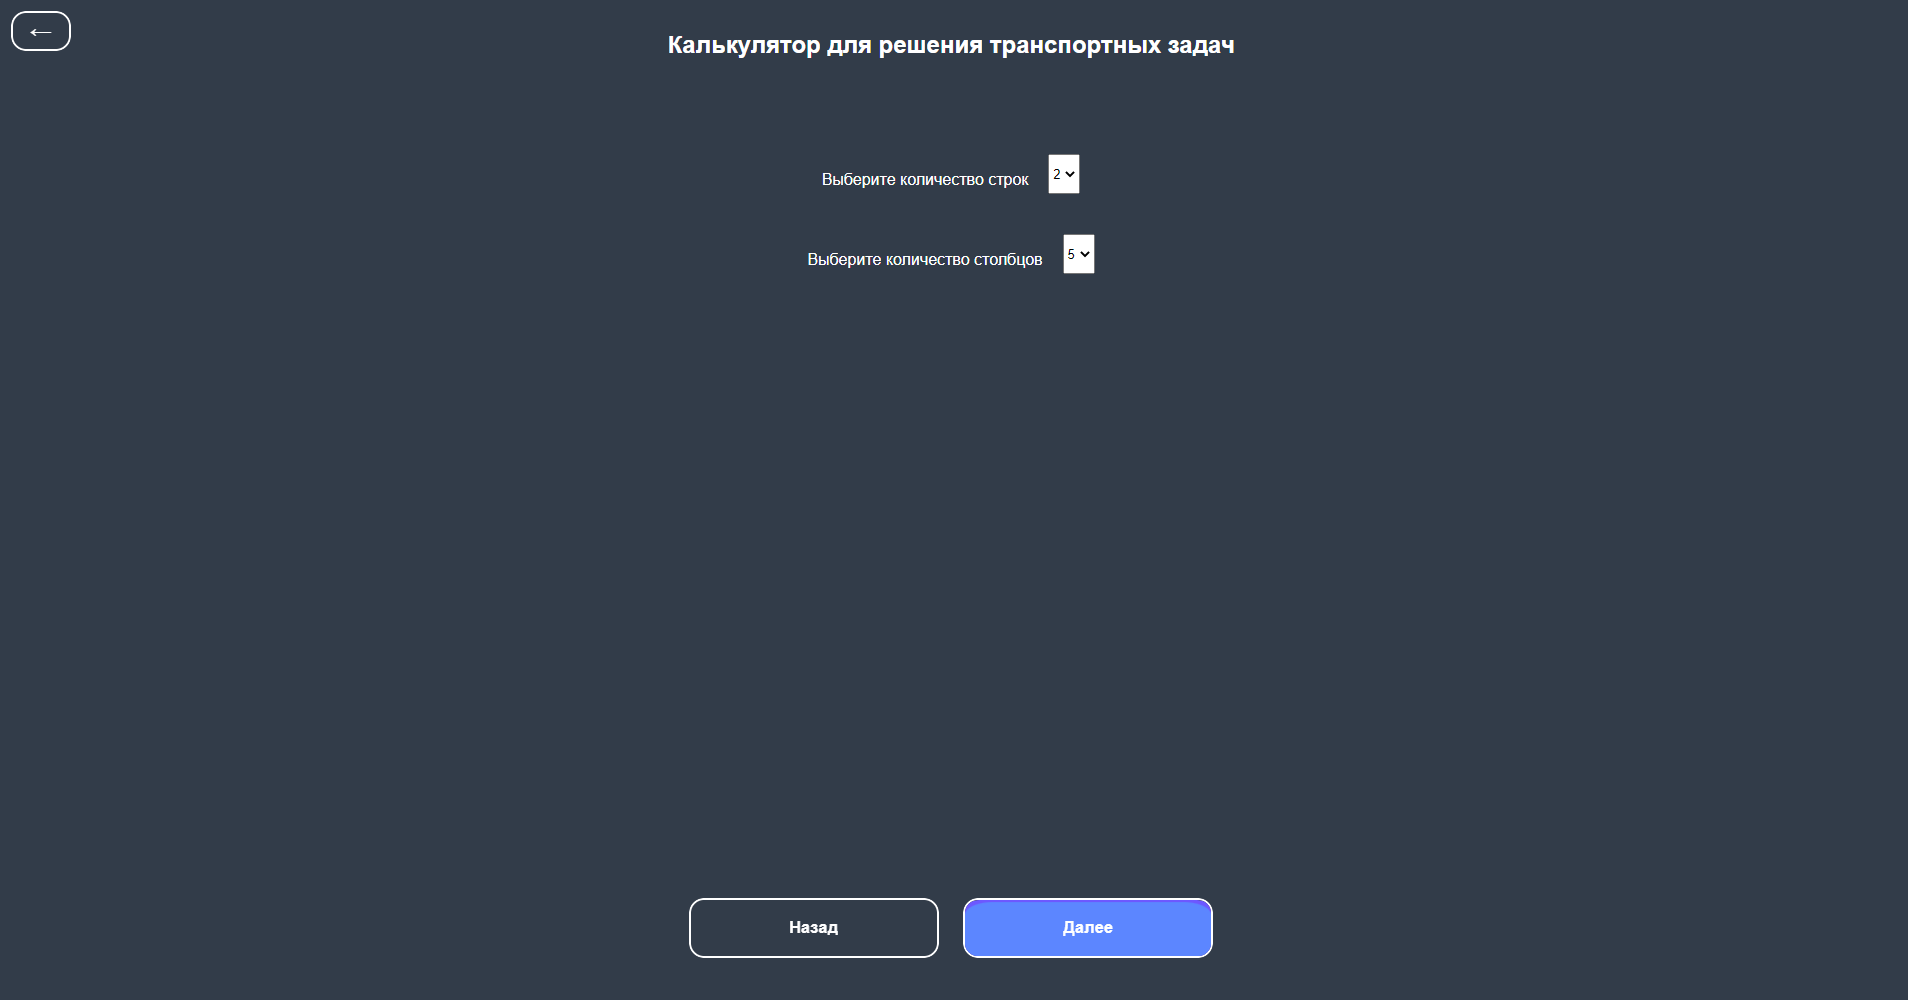 ←
Калькулятор для решения транспортных задач
Выберите количество строк 2
Выберите количество столбцов 5
Назад Далее